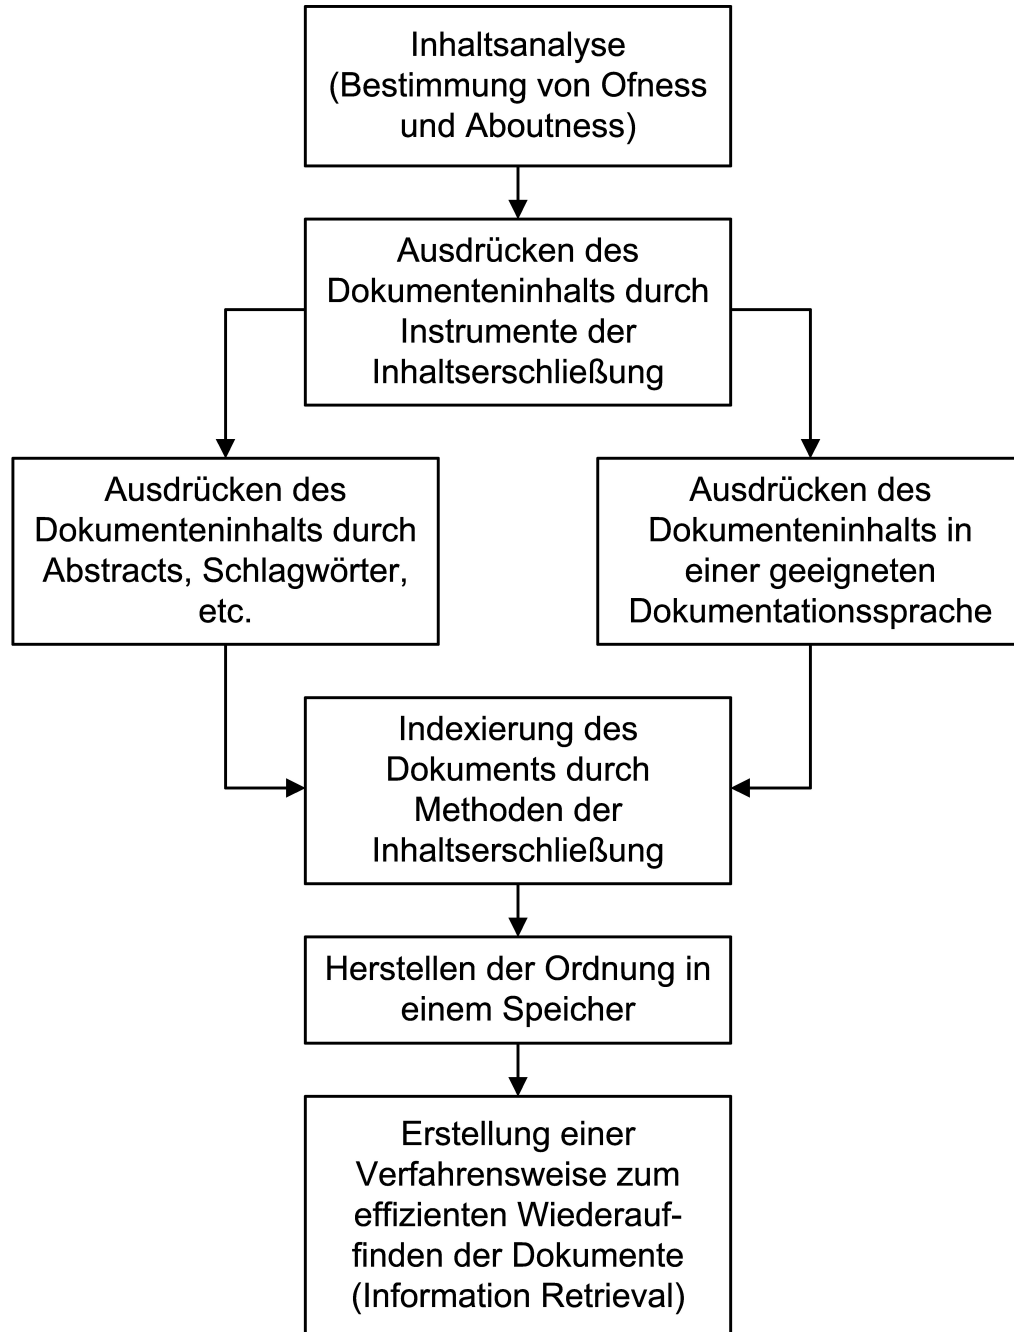 Inhaltsanalyse
(Bestimmung von Ofness
und Aboutness)
Ausdrücken des
Dokumenteninhalts durch
Instrumente der
Inhaltserschließung
Ausdrücken des
Dokumenteninhalts durch
Abstracts, Schlagwörter,
etc.
Ausdrücken des
Dokumenteninhalts in
einer geeigneten
Dokumentationssprache
Indexierung des
Dokuments durch
Methoden der
Inhaltserschließung
Herstellen der Ordnung in
einem Speicher
Erstellung einer
Verfahrensweise zum
effizienten Wiederauf-
finden der Dokumente
(Information Retrieval)